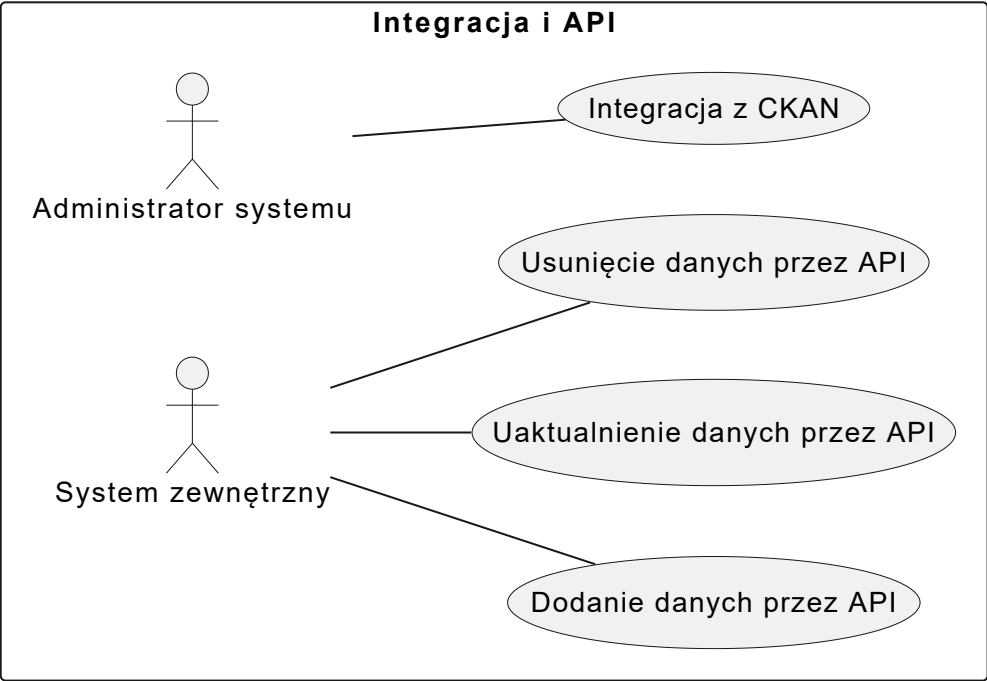 Integracja i API
Integracja z CKAN
Administrator systemu
Usunięcie danych przez API
Uaktualnienie danych przez API
System zewnętrzny
Dodanie danych przez API